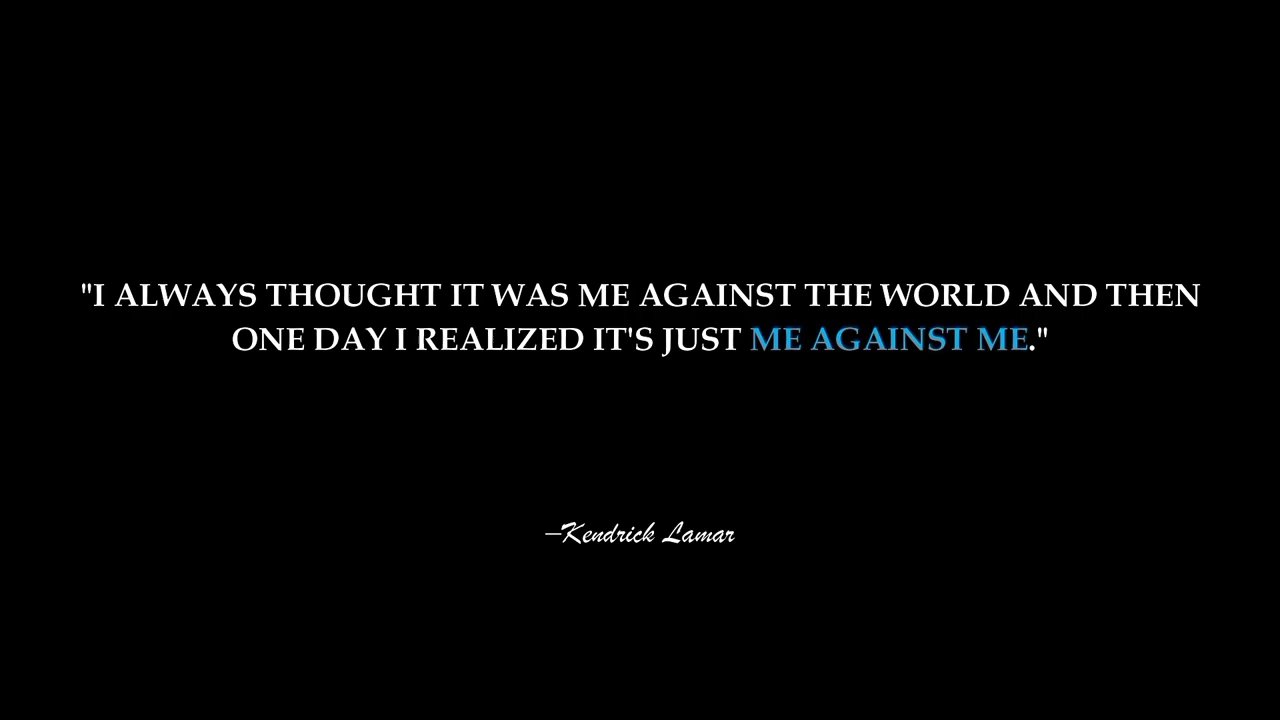 "I ALWAYS THOUGHT IT WAS ME AGAINST THE WORLD AND THEN
ONE DAY I REALIZED IT'S JUST ME AGAINST ME."
–Kendrick Lamar